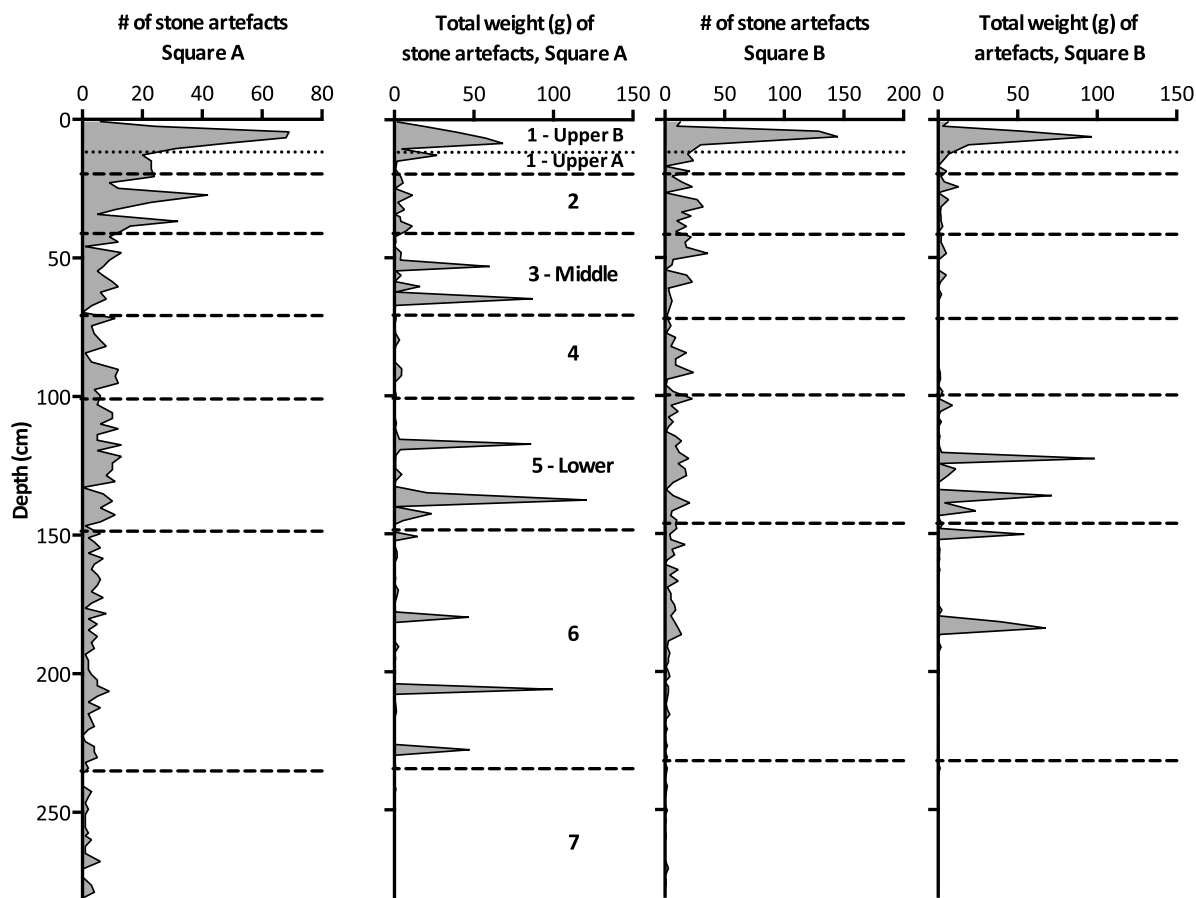 # of stone artefacts
Square A
Total weight (g) of
stone artefacts, Square A
# of stone artefacts
Square B
Total weight (g) of
artefacts, Square B
0 20 40 60 80
0 50 100 150
0 50 100 150 200
0 50 100 150
0
50
100
150
200
250
Depth (cm)
1 - Upper B
1 - Upper A
2
3 - Middle
4
5 - Lower
6
7